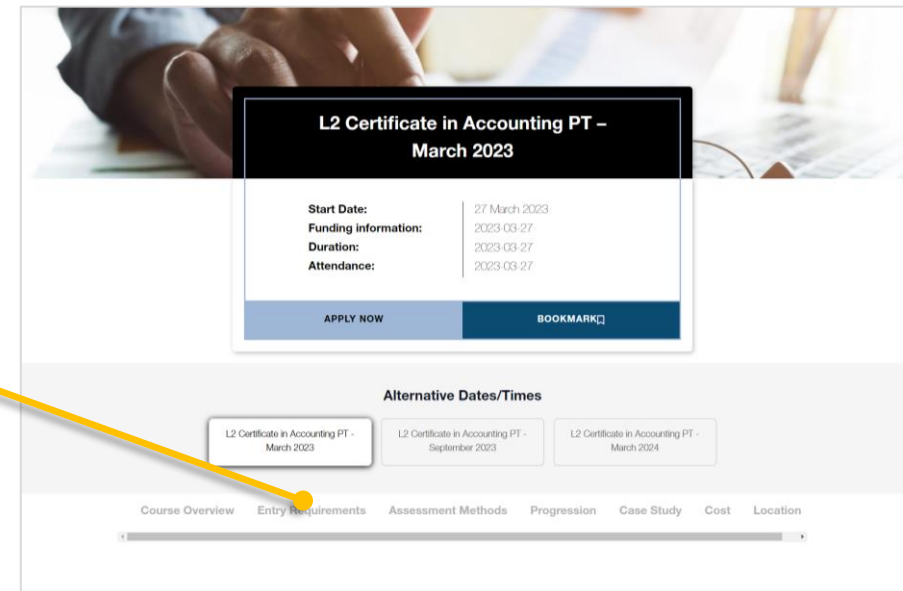 L2 Certificate in Accounting PT –
March 2023
Start Date: 27 March 2023
Funding information: 2023-03-27
Duration: 2023-03-27
Attendance: 2023-03-27
APPLY NOW BOOKMARK
Alternative Dates/Times
L2 Certificate in Accounting PT - March 2023
L2 Certificate in Accounting PT - September 2023
L2 Certificate in Accounting PT - March 2024
Course Overview Entry Requirements Assessment Methods Progression Case Study Cost Location